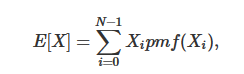 E[X] = \sum_{i=0}^{N-1} X_i pmf(X_i),